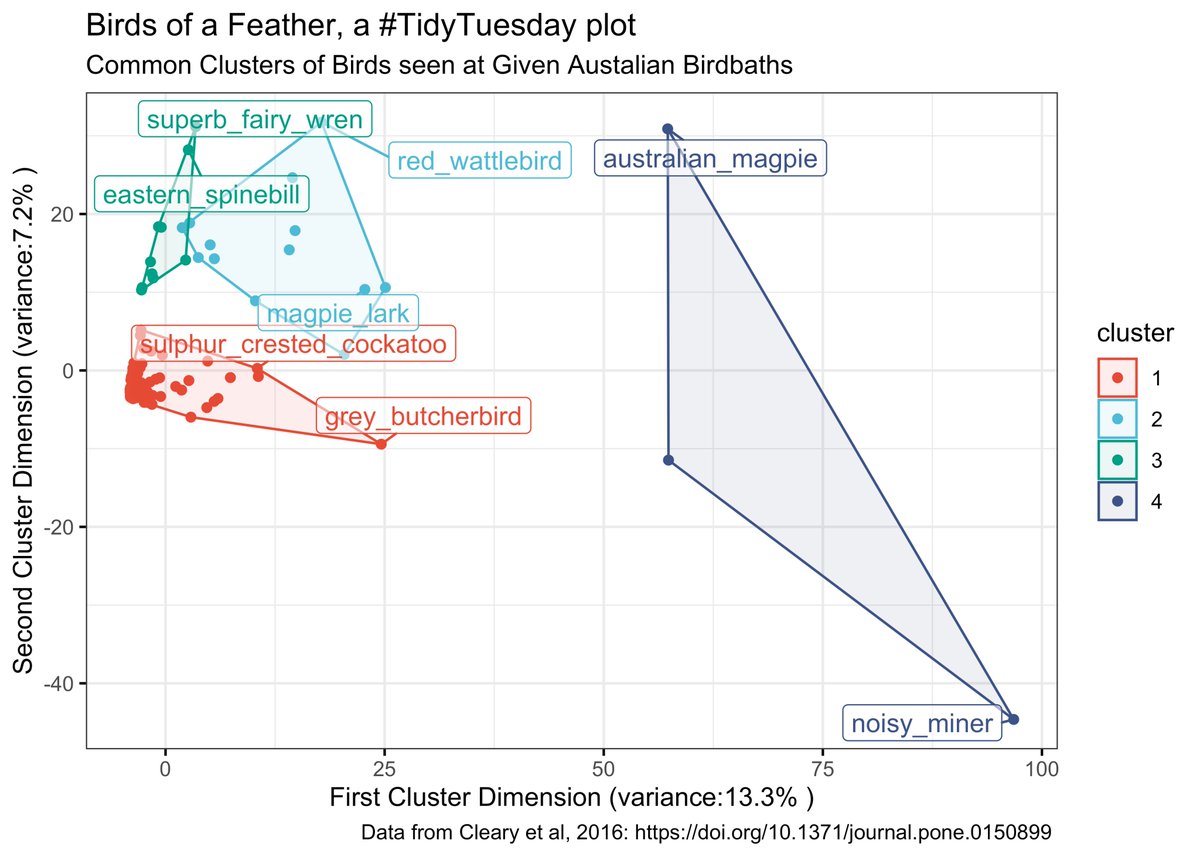 Birds of a Feather, a #TidyTuesday plot
Common Clusters of Birds seen at Given Austalian Birdbaths
Second Cluster Dimension (variance:7.2% )
20
0
-20
-40
superb_fairy_wren
red_wattlebird
australian_magpie
eastern_spinebill
magpie_lark
sulphur_crested_cockatoo
grey_butcherbird
noisy_miner
cluster
1
2
3
4
0 25 50 75 100
First Cluster Dimension (variance:13.3% )
Data from Cleary et al, 2016: https://doi.org/10.1371/journal.pone.0150899